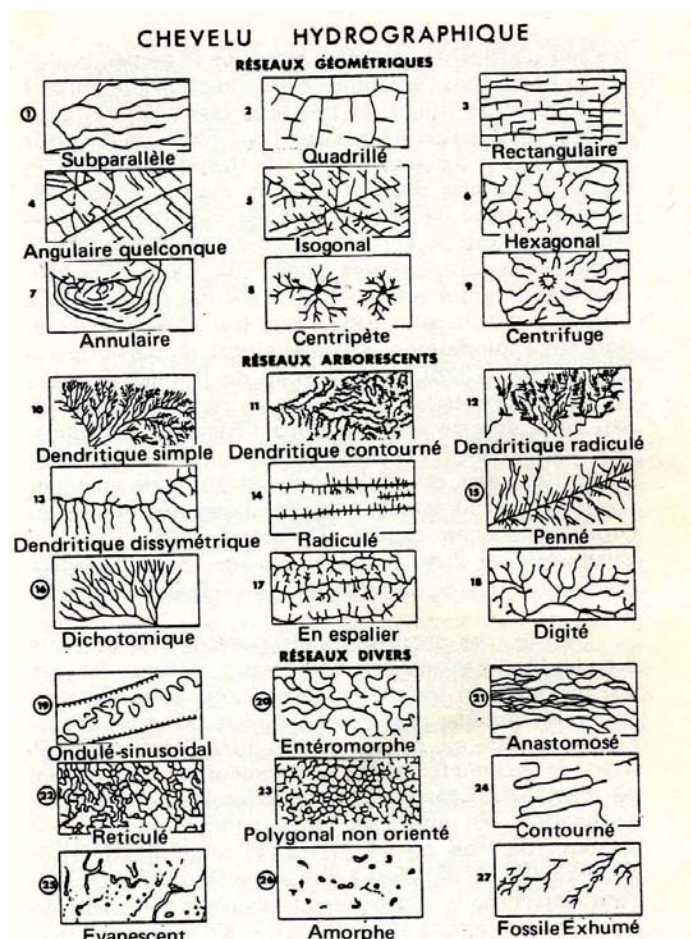 CHEVELU HYDROGRAPHIQUE
RÉSEAUX GÉOMÉTRIQUES
1 2 3
Subparallèle Quadrillé Rectangulaire
4 5 6
Angulaire quelconque Isogonal Hexagonal
7 8 9
Annulaire Centripète Centrifuge
RÉSEAUX ARBORESCENTS
10 11 12
Dendritique simple Dendritique contourné Dendritique radiculé
13 14 15
Dendritique dissymétrique Radiculé Penné
16 17 18
Dichotomique En espalier Digité
RÉSEAUX DIVERS
19 20 21
Ondulé-sinusoidal Entéromorphe Anastomosé
22 23 24
Reticulé Polygonal non orienté Contourné
25 26 27
Evanescent Amorphe Fossile Exhumé